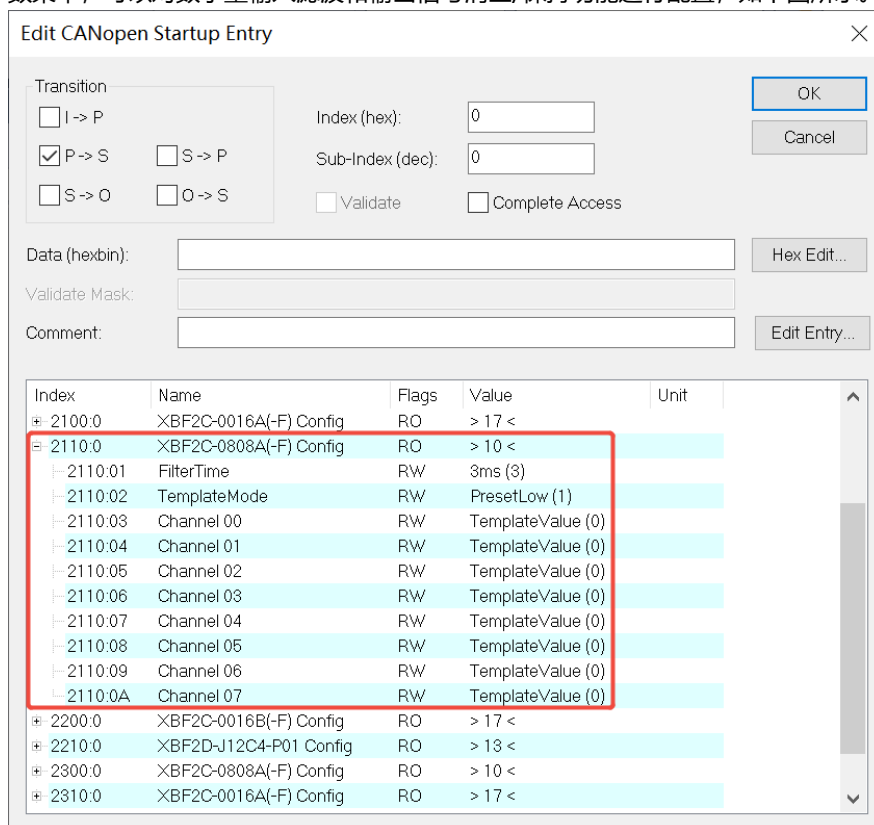 Edit CANopen Startup Entry
Transition
I -> P
P -> S
S -> P
S -> O
O -> S
Index (hex):
0
Sub-Index (dec):
0
Validate
Complete Access
OK
Cancel
Data (hexbin):
Hex Edit...
Validate Mask:
Comment:
Edit Entry...
Index Name Flags Value Unit
2100:0 XBF2C-0016A(-F) Config RO > 17 <
2110:0 XBF2C-0808A(-F) Config RO > 10 <
2110:01 FilterTime RW 3ms (3)
2110:02 TemplateMode RW PresetLow (1)
2110:03 Channel 00 RW TemplateValue (0)
2110:04 Channel 01 RW TemplateValue (0)
2110:05 Channel 02 RW TemplateValue (0)
2110:06 Channel 03 RW TemplateValue (0)
2110:07 Channel 04 RW TemplateValue (0)
2110:08 Channel 05 RW TemplateValue (0)
2110:09 Channel 06 RW TemplateValue (0)
2110:0A Channel 07 RW TemplateValue (0)
2200:0 XBF2C-0016B(-F) Config RO > 17 <
2210:0 XBF2D-J12C4-P01 Config RO > 13 <
2300:0 XBF2C-0808A(-F) Config RO > 10 <
2310:0 XBF2C-0016A(-F) Config RO > 17 <